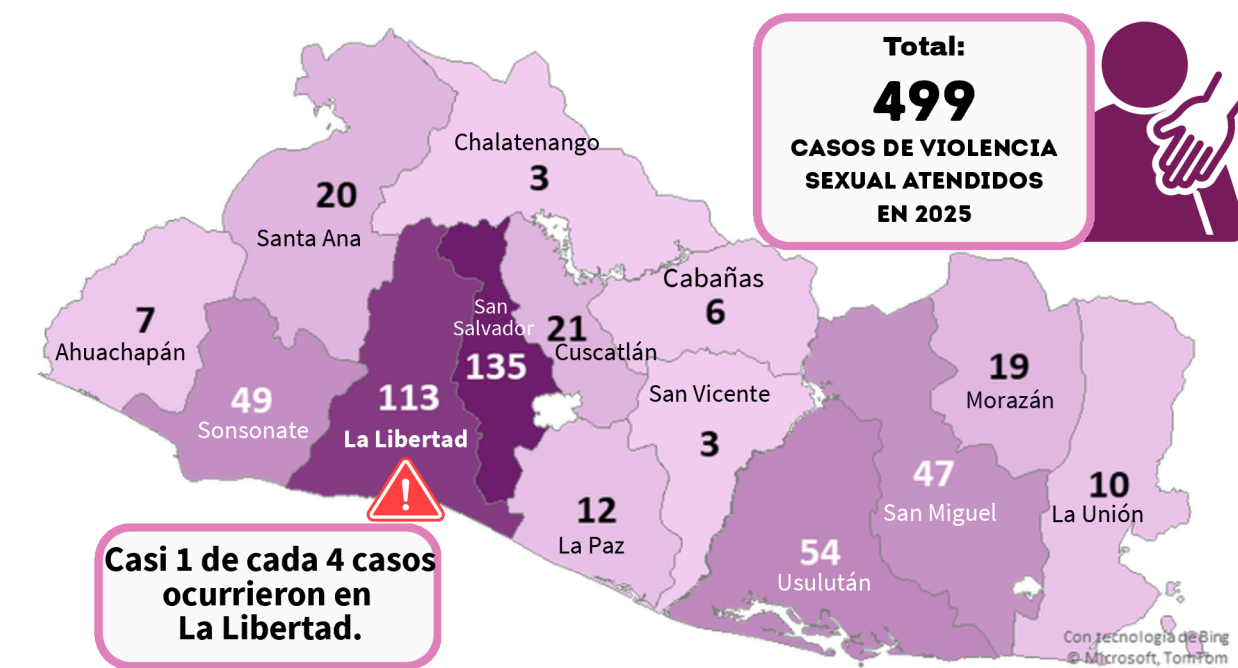 Total:
499
CASOS DE VIOLENCIA
SEXUAL ATENDIDOS
EN 2025
Chalatenango
3
20
Santa Ana
Cabañas
6
7
Ahuachapán
San
Salvador
135
21
Cuscatlán
49
Sonsonate
113
La Libertad
!
San Vicente
3
19
Morazán
47
San Miguel
10
La Unión
12
La Paz
54
Usulután
Casi 1 de cada 4 casos
ocurrieron en
La Libertad.
Con tecnología de Bing
© Microsoft, TomTom